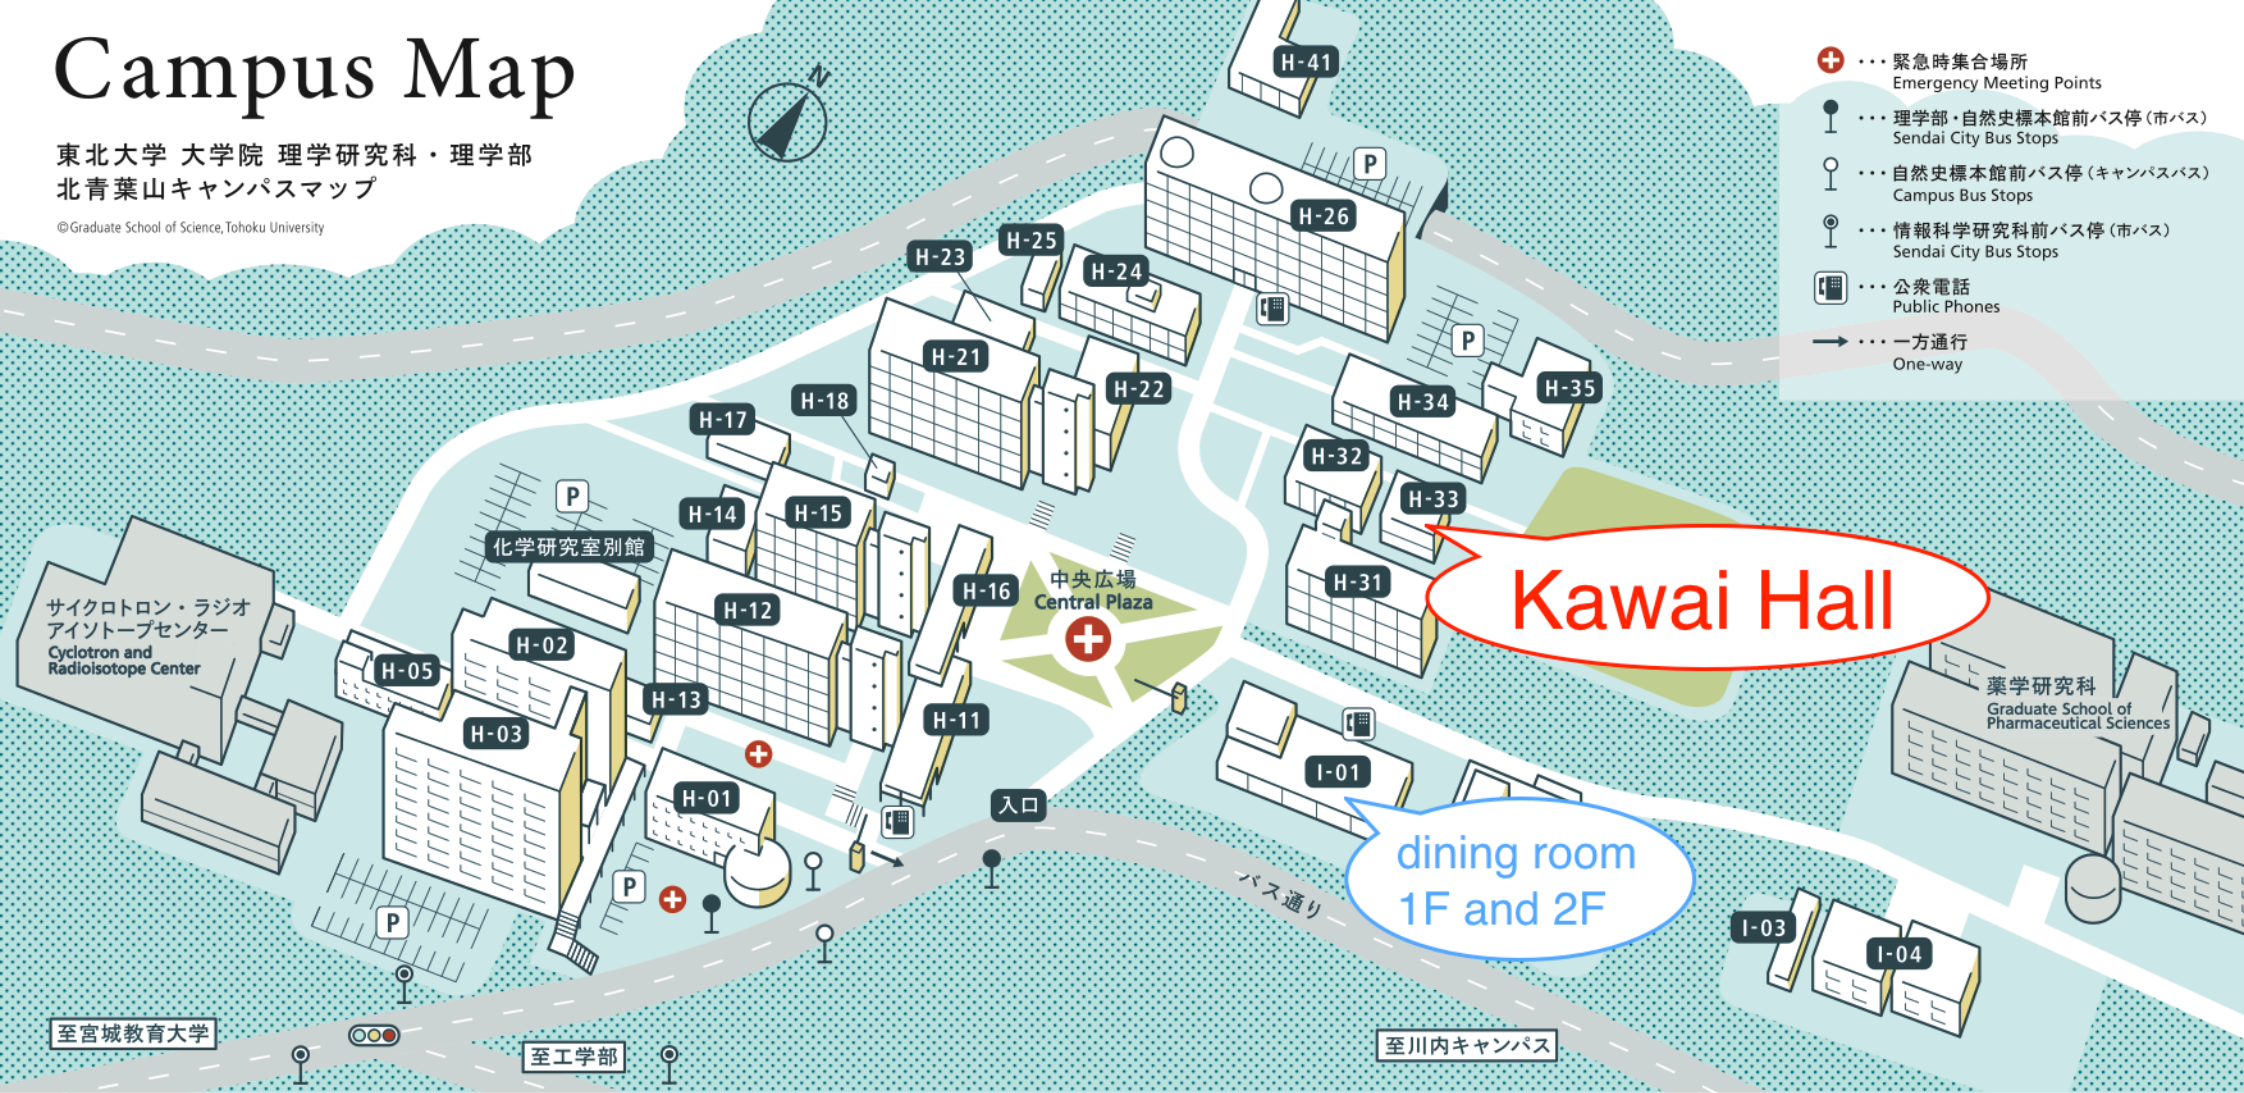 Campus Map
東北大学 大学院 理学研究科・理学部
北青葉山キャンパスマップ
©Graduate School of Science, Tohoku University
N
･･･ 緊急時集合場所
Emergency Meeting Points
･･･ 理学部・自然史標本館前バス停（市バス）
Sendai City Bus Stops
･･･ 自然史標本館前バス停（キャンパスバス）
Campus Bus Stops
･･･ 情報科学研究科前バス停（市バス）
Sendai City Bus Stops
･･･ 公衆電話
Public Phones
･･･ 一方通行
One-way
H-41
P
H-26
H-25
H-23
H-24
P
H-21
H-22
H-35
H-34
H-18
H-17
H-32
H-33
P
H-14
H-15
化学研究室別館
H-31
Kawai Hall
中央広場
Central Plaza
H-16
H-12
サイクロトロン・ラジオ
アイソトープセンター
Cyclotron and
Radioisotope Center
H-02
H-05
H-13
H-03
H-11
薬学研究科
Graduate School of
Pharmaceutical Sciences
H-01
I-01
入口
dining room
1F and 2F
バス通り
P
P
I-03
I-04
至宮城教育大学
至工学部
至川内キャンパス